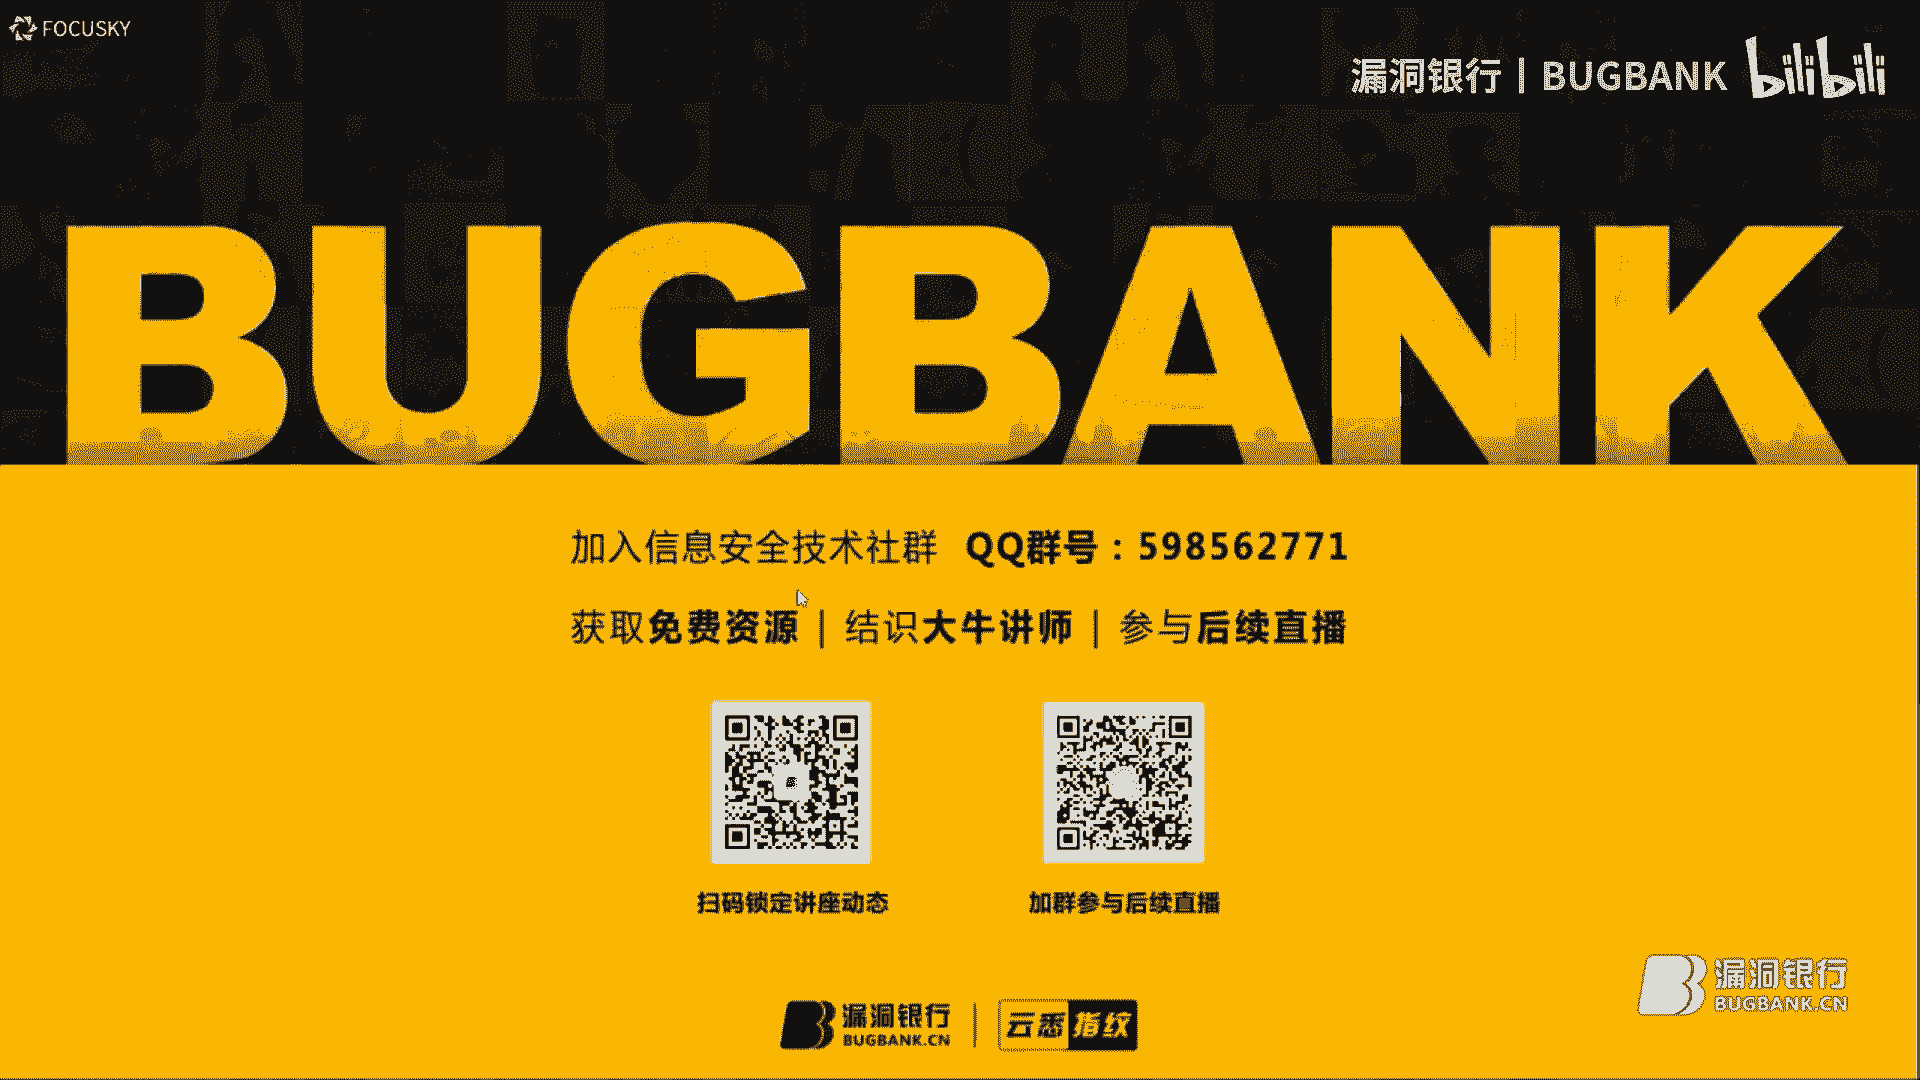 FOCUSKY
漏洞银行 | BUGBANK bilibili
BUGBANK
加入信息安全技术社群 QQ群号：598562771
获取免费资源 | 结识大牛讲师 | 参与后续直播
扫码锁定讲座动态
加群参与后续直播
漏洞银行
BUGBANK.CN
漏洞银行
BUGBANK.CN
云悉指纹